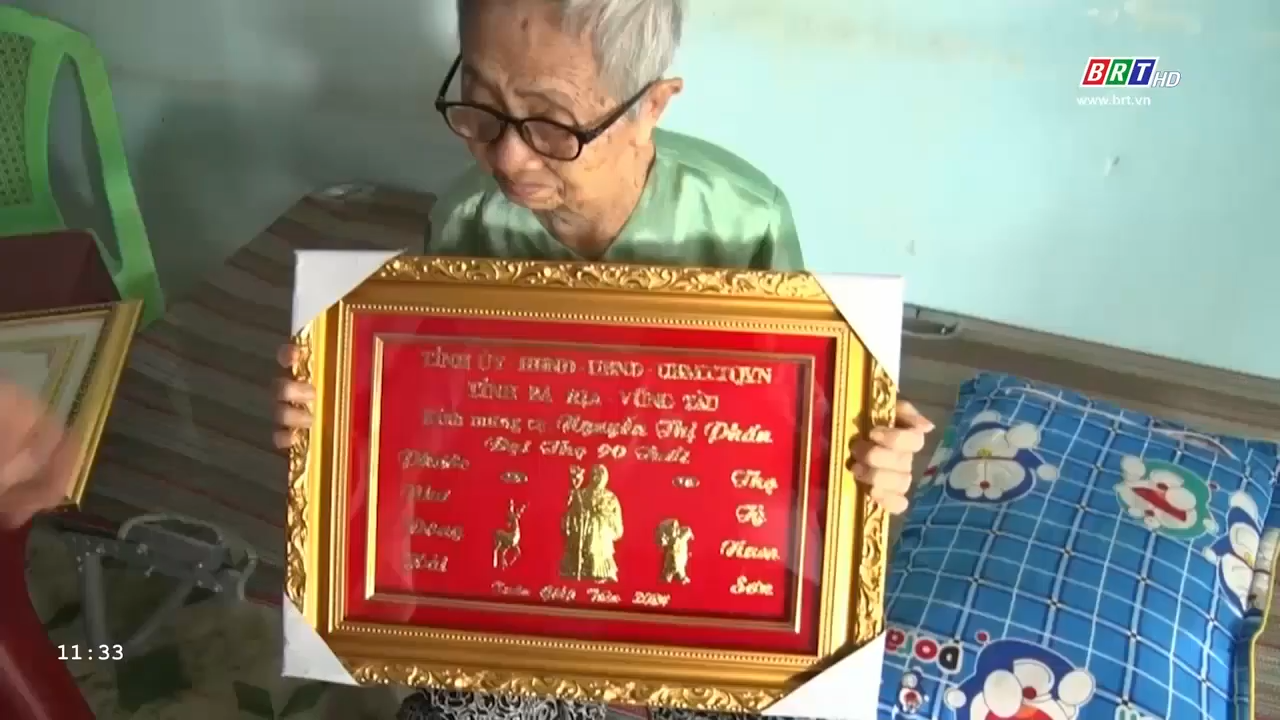 BRT HD
www.brt.vn
TỈNH ỦY HĐND - UBND - UBMTTQVN
TỈNH BÀ RỊA - VŨNG TÀU
Kính mừng cụ Nguyễn Thị Phấn
Đại Thọ 90 Tuổi
Phước Thọ
Như Tỷ
Đông Nam
Hải Sơn
Xuân Giáp Thìn 2024
11:33